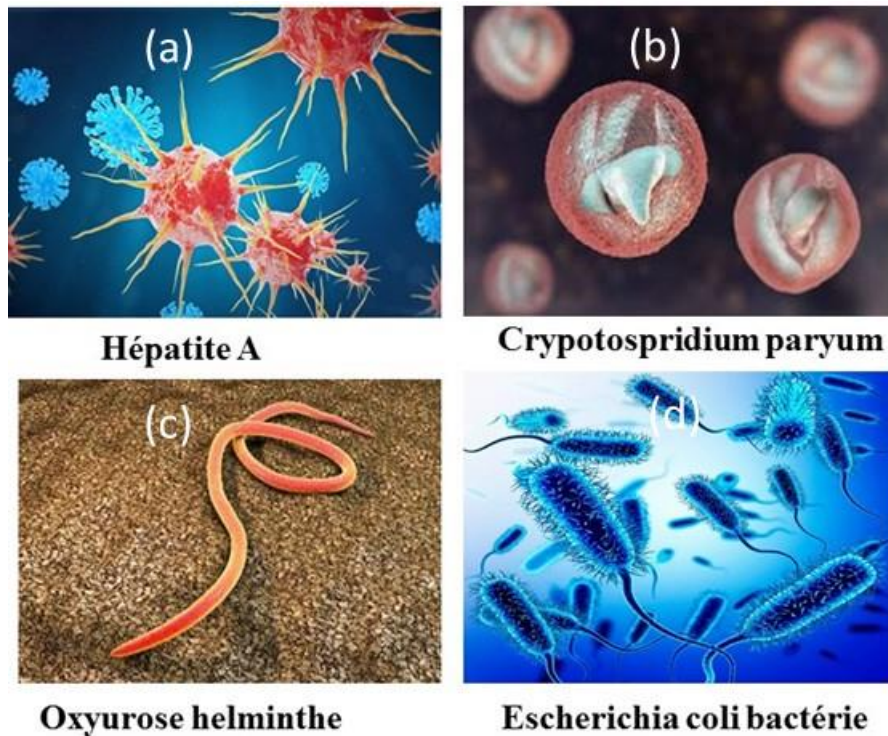 (a)
(b)
Hépatite A
Crypotospridium paryum
(c)
(d)
Oxyurose helminthe
Escherichia coli bactérie